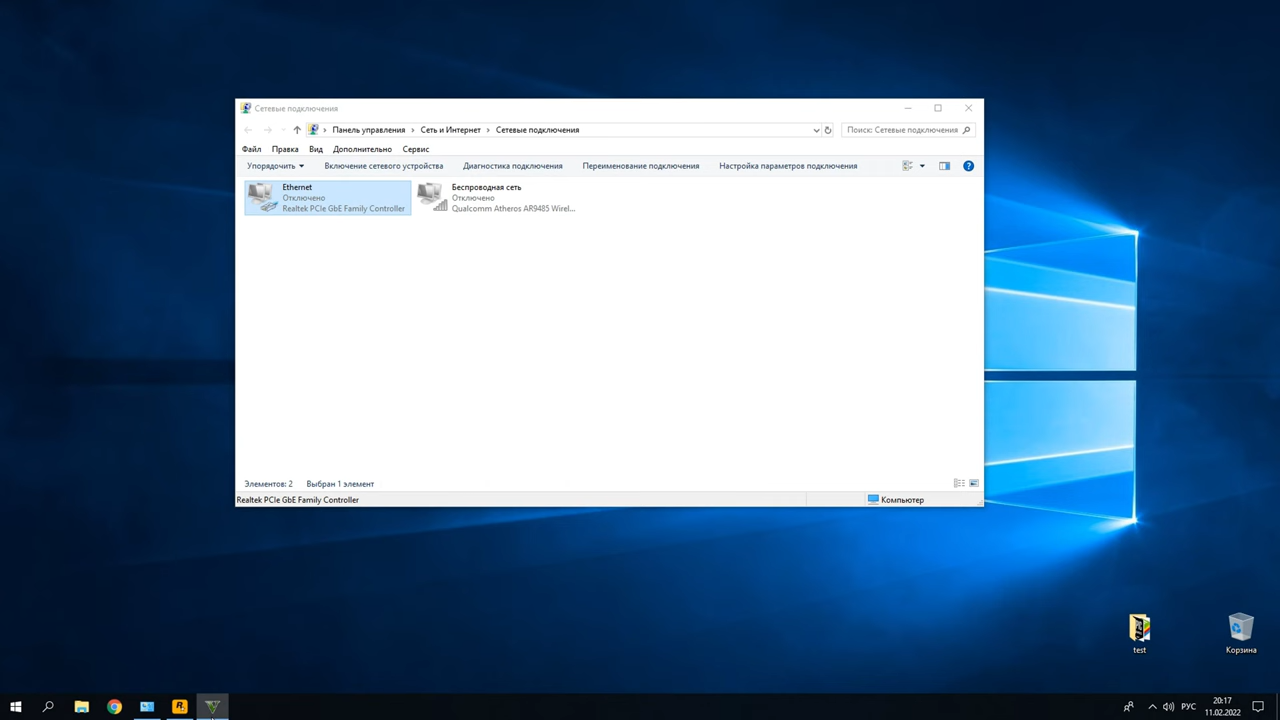 Сетевые подключения
Панель управления
Сеть и Интернет
Сетевые подключения
Поиск: Сетевые подключения
Файл Правка Вид Дополнительно Сервис
Упорядочить Включение сетевого устройства Диагностика подключения Переименование подключения Настройка параметров подключения
Ethernet
Отключено
Realtek PCIe GbE Family Controller
Беспроводная сеть
Отключено
Qualcomm Atheros AR9485 Wirel...
Элементов: 2 Выбран 1 элемент
Realtek PCIe GbE Family Controller
Компьютер
test
Корзина
РУС
20:17
11.02.2022